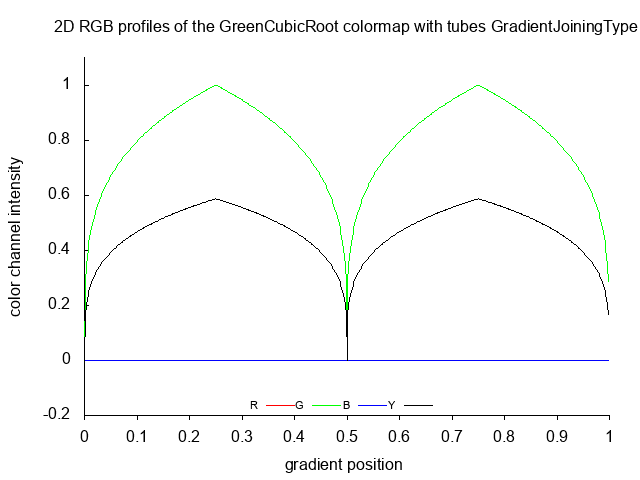 2D RGB profiles of the GreenCubicRoot colormap with tubes GradientJoiningType
color channel intensity
1
0.8
0.6
0.4
0.2
0
-0.2
R G B Y
0 0.1 0.2 0.3 0.4 0.5 0.6 0.7 0.8 0.9 1
gradient position